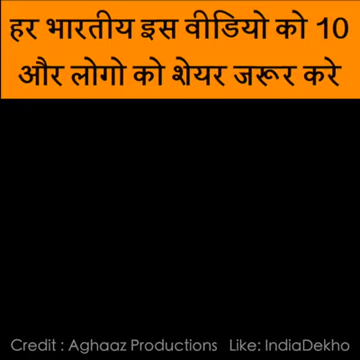 हर भारतीय इस वीडियो को 10
और लोगो को शेयर जरूर करे
Credit : Aghaaz Productions Like: IndiaDekho